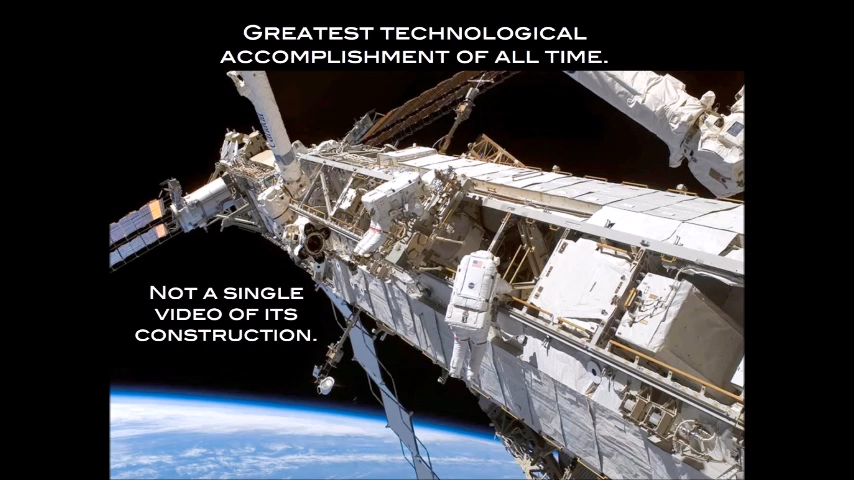 Greatest technological
accomplishment of all time.
Not a single
video of its
construction.